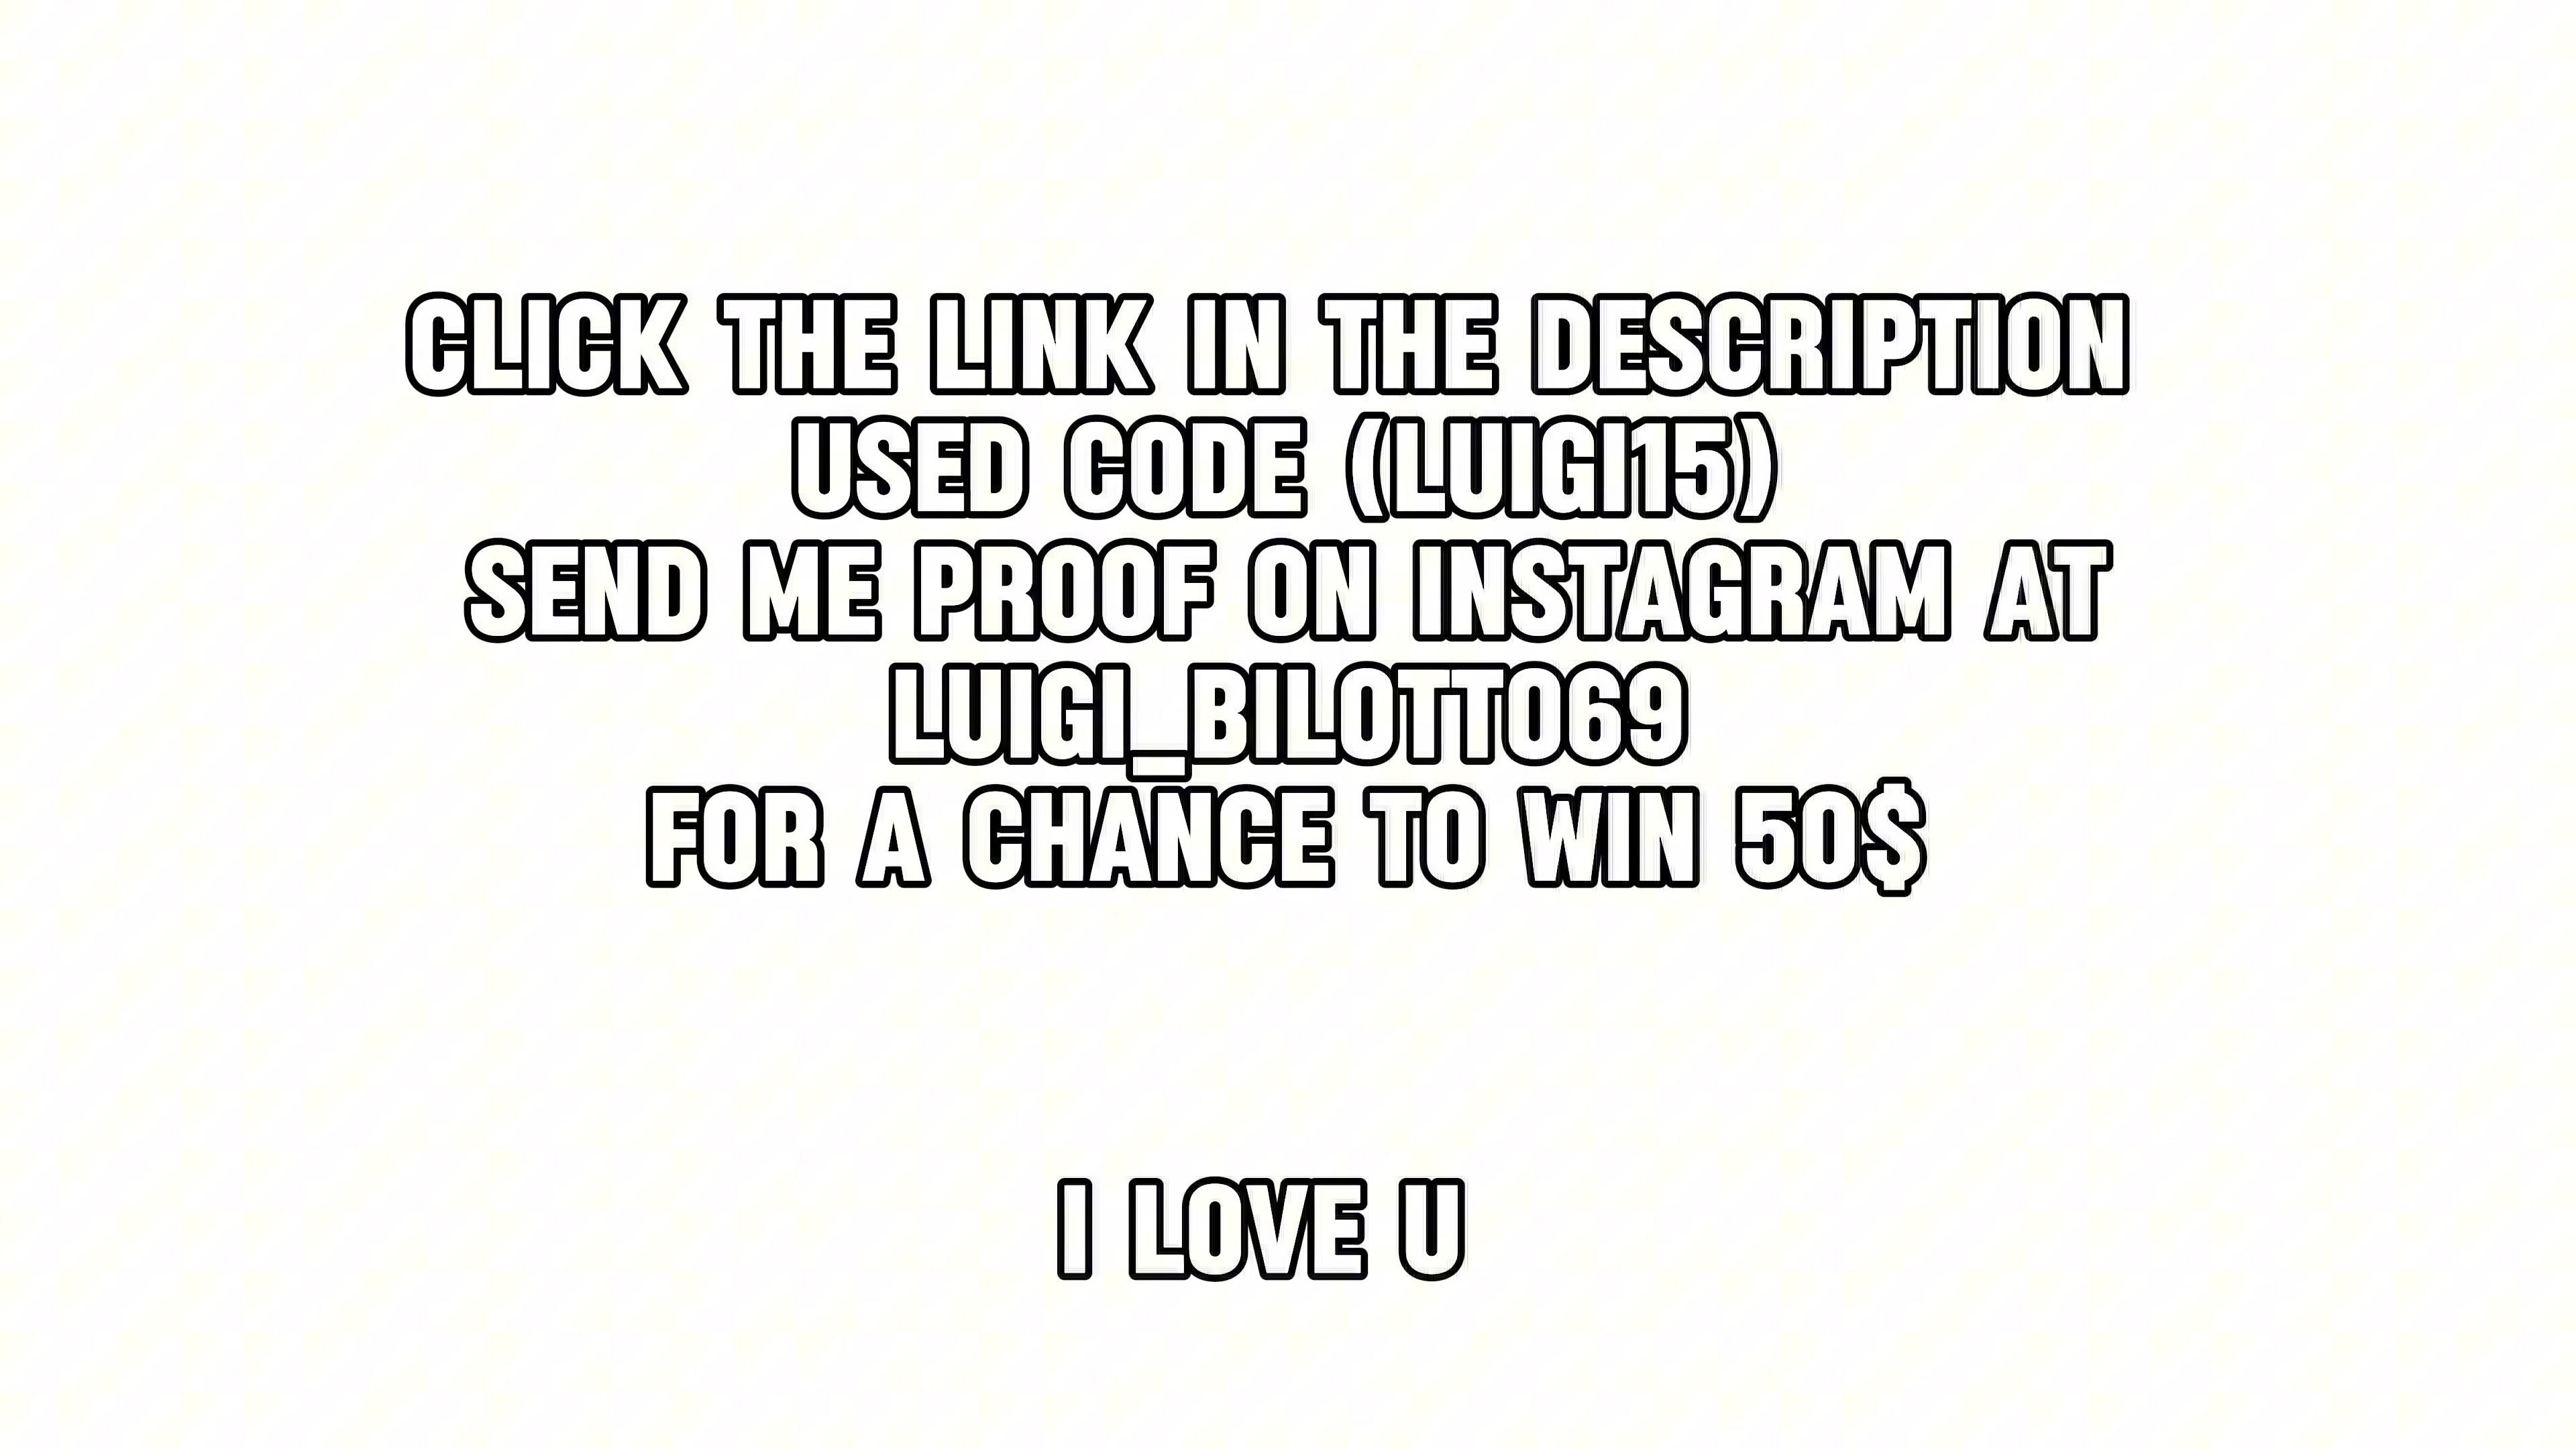 CLICK THE LINK IN THE DESCRIPTION
USED CODE (LUIGI15)
SEND ME PROOF ON INSTAGRAM AT
LUIGI_BILOTTO69
FOR A CHANCE TO WIN 50$
I LOVE U